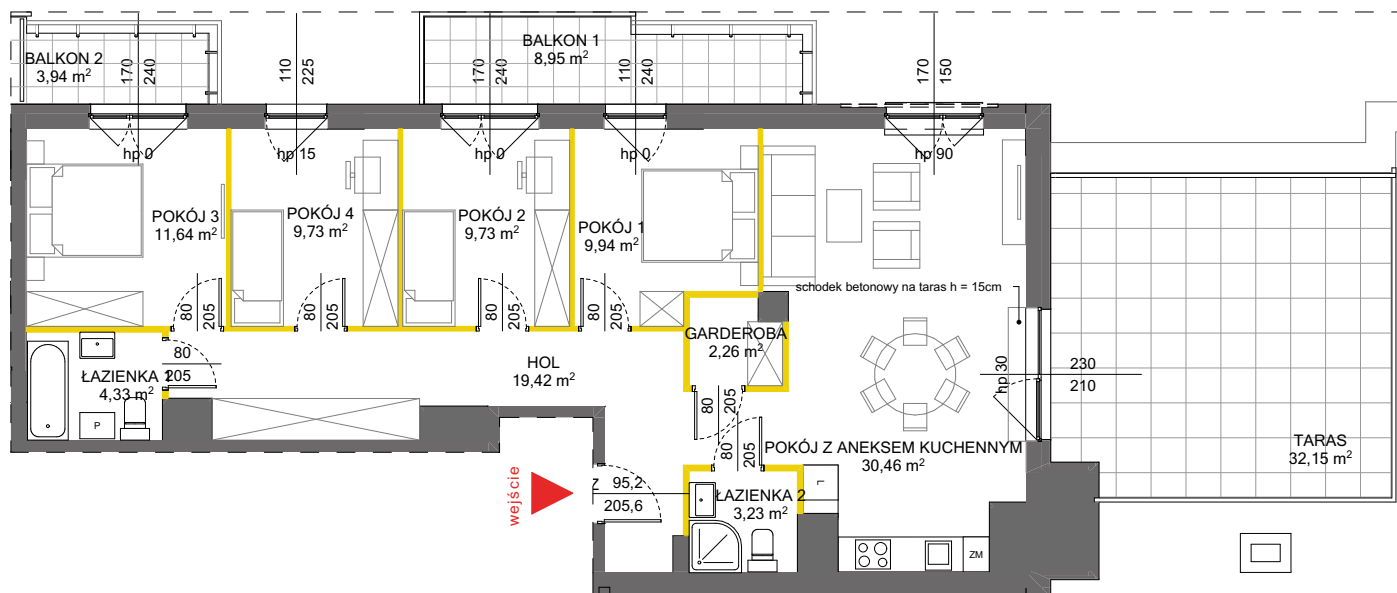 BALKON 2
3,94 m²
170
240
110
225
170
240
BALKON 1
8,95 m²
110
240
170
150
hp 0
hp 15
hp 0
hp 0
hp 90
POKÓJ 3
11,64 m²
POKÓJ 4
9,73 m²
POKÓJ 2
9,73 m²
POKÓJ 1
9,94 m²
schodek betonowy na taras h = 15cm
80
205
80
205
80
205
80
205
GARDEROBA
2,26 m²
HOL
19,42 m²
80
205
ŁAZIENKA 1
4,33 m²
P
hp 30
230
210
80
205
80
205
POKÓJ Z ANEKSEM KUCHENNYM
30,46 m²
TARAS
32,15 m²
wejście
Z
95,2
205,6
L
ŁAZIENKA 2
3,23 m²
ZM